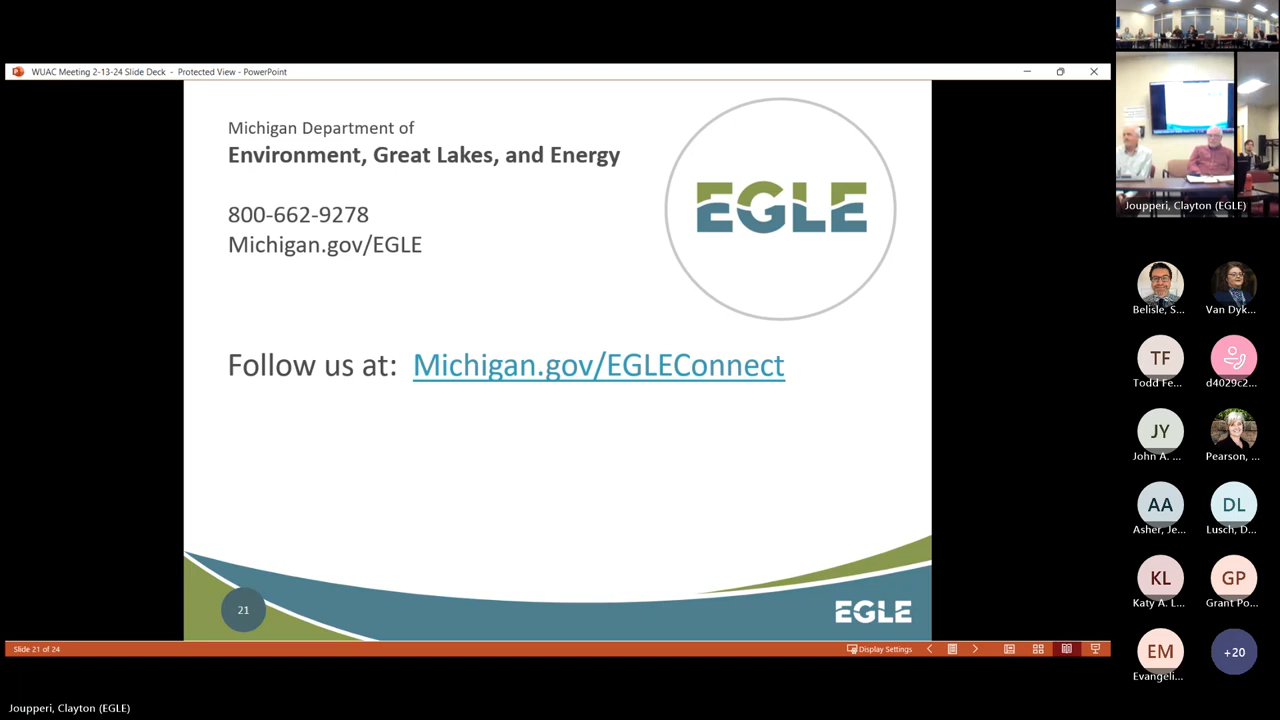 WUAC Meeting 2-13-24 Slide Deck - Protected View - PowerPoint
Michigan Department of
Environment, Great Lakes, and Energy
800-662-9278
Michigan.gov/EGLE
EGLE
Follow us at: Michigan.gov/EGLEConnect
21
EGLE
Slide 21 of 24
Display Settings
Joupperi, Clayton (EGLE)
Joupperi, Clayton (EGLE)
Belisle, S...
Van Dyk...
TF
Todd Fe...
d4029c2...
JY
John A. ...
Pearson, ...
AA
Asher, Je...
DL
Lusch, D...
KL
Katy A. L...
GP
Grant Po...
EM
Evangeli...
+20